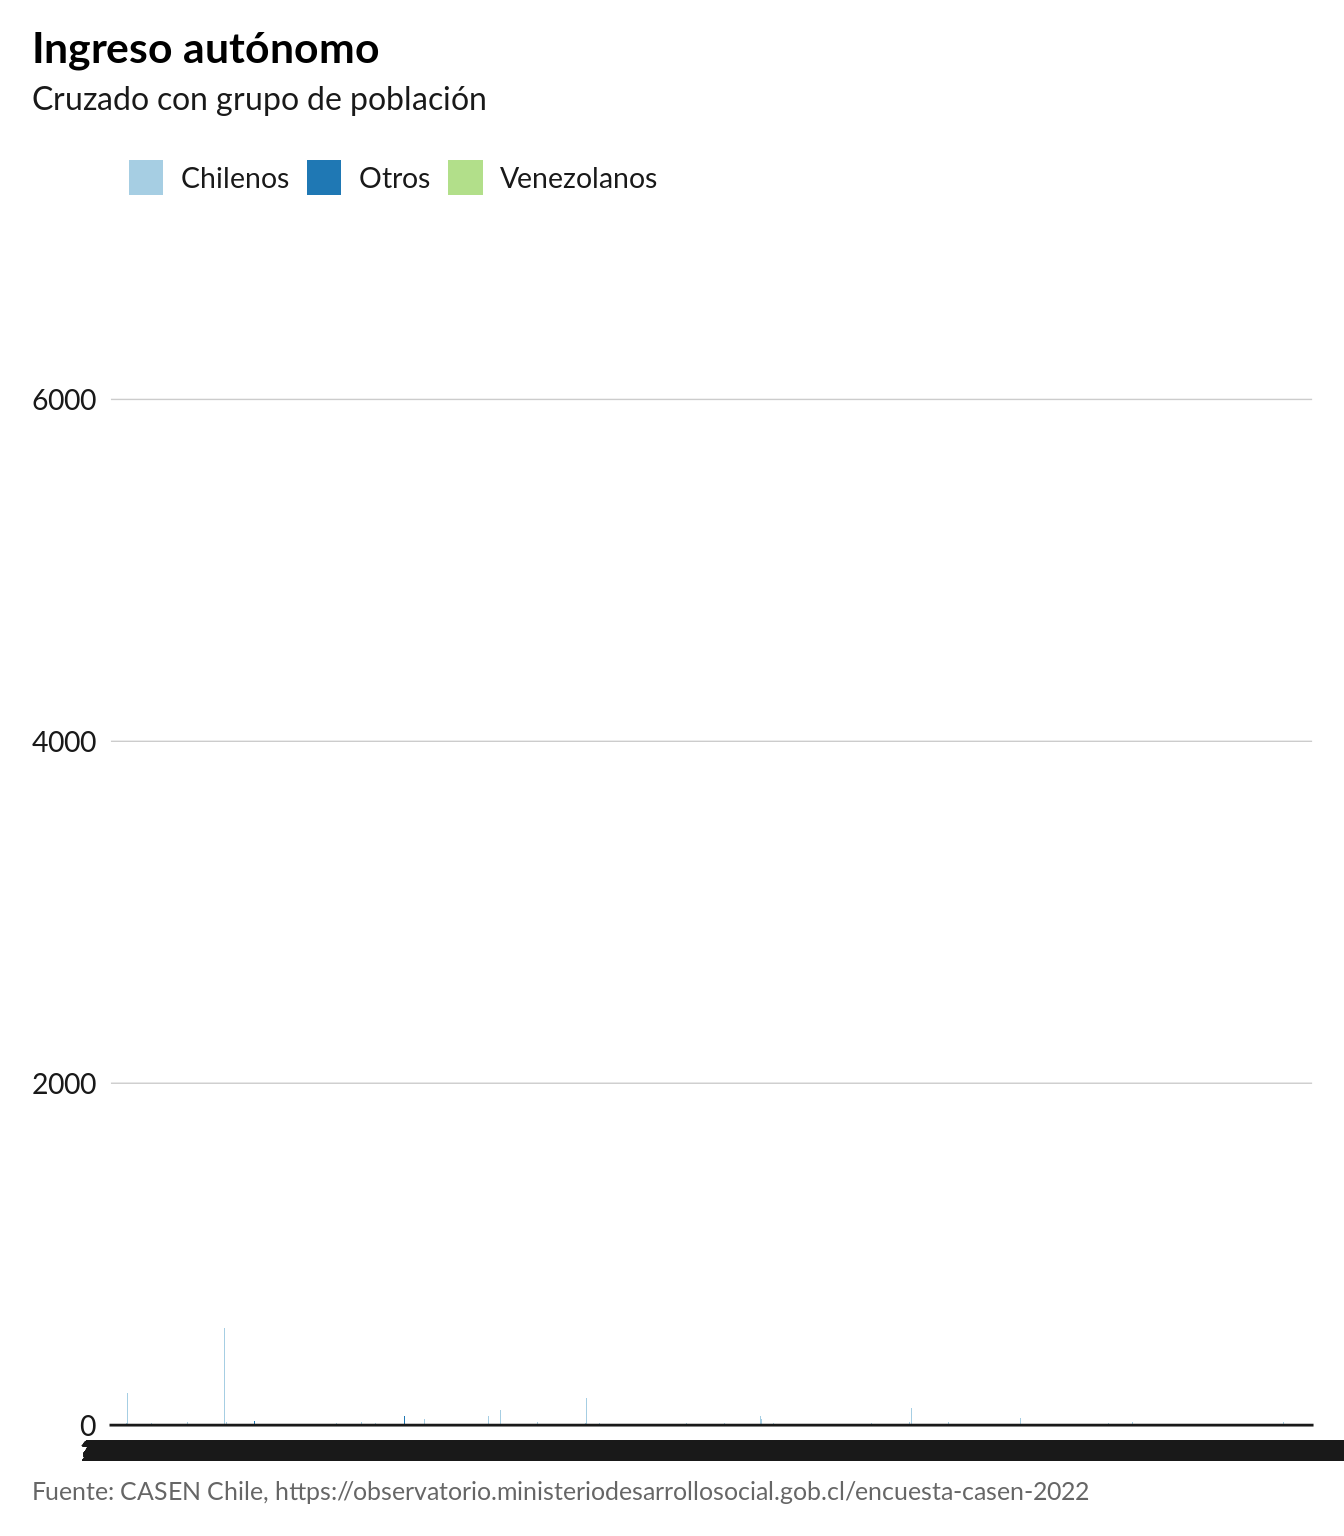 Ingreso autónomo
Cruzado con grupo de población
Chilenos Otros Venezolanos
6000
4000
2000
0
Fuente: CASEN Chile, https://observatorio.ministeriodesarrollosocial.gob.cl/encuesta-casen-2022